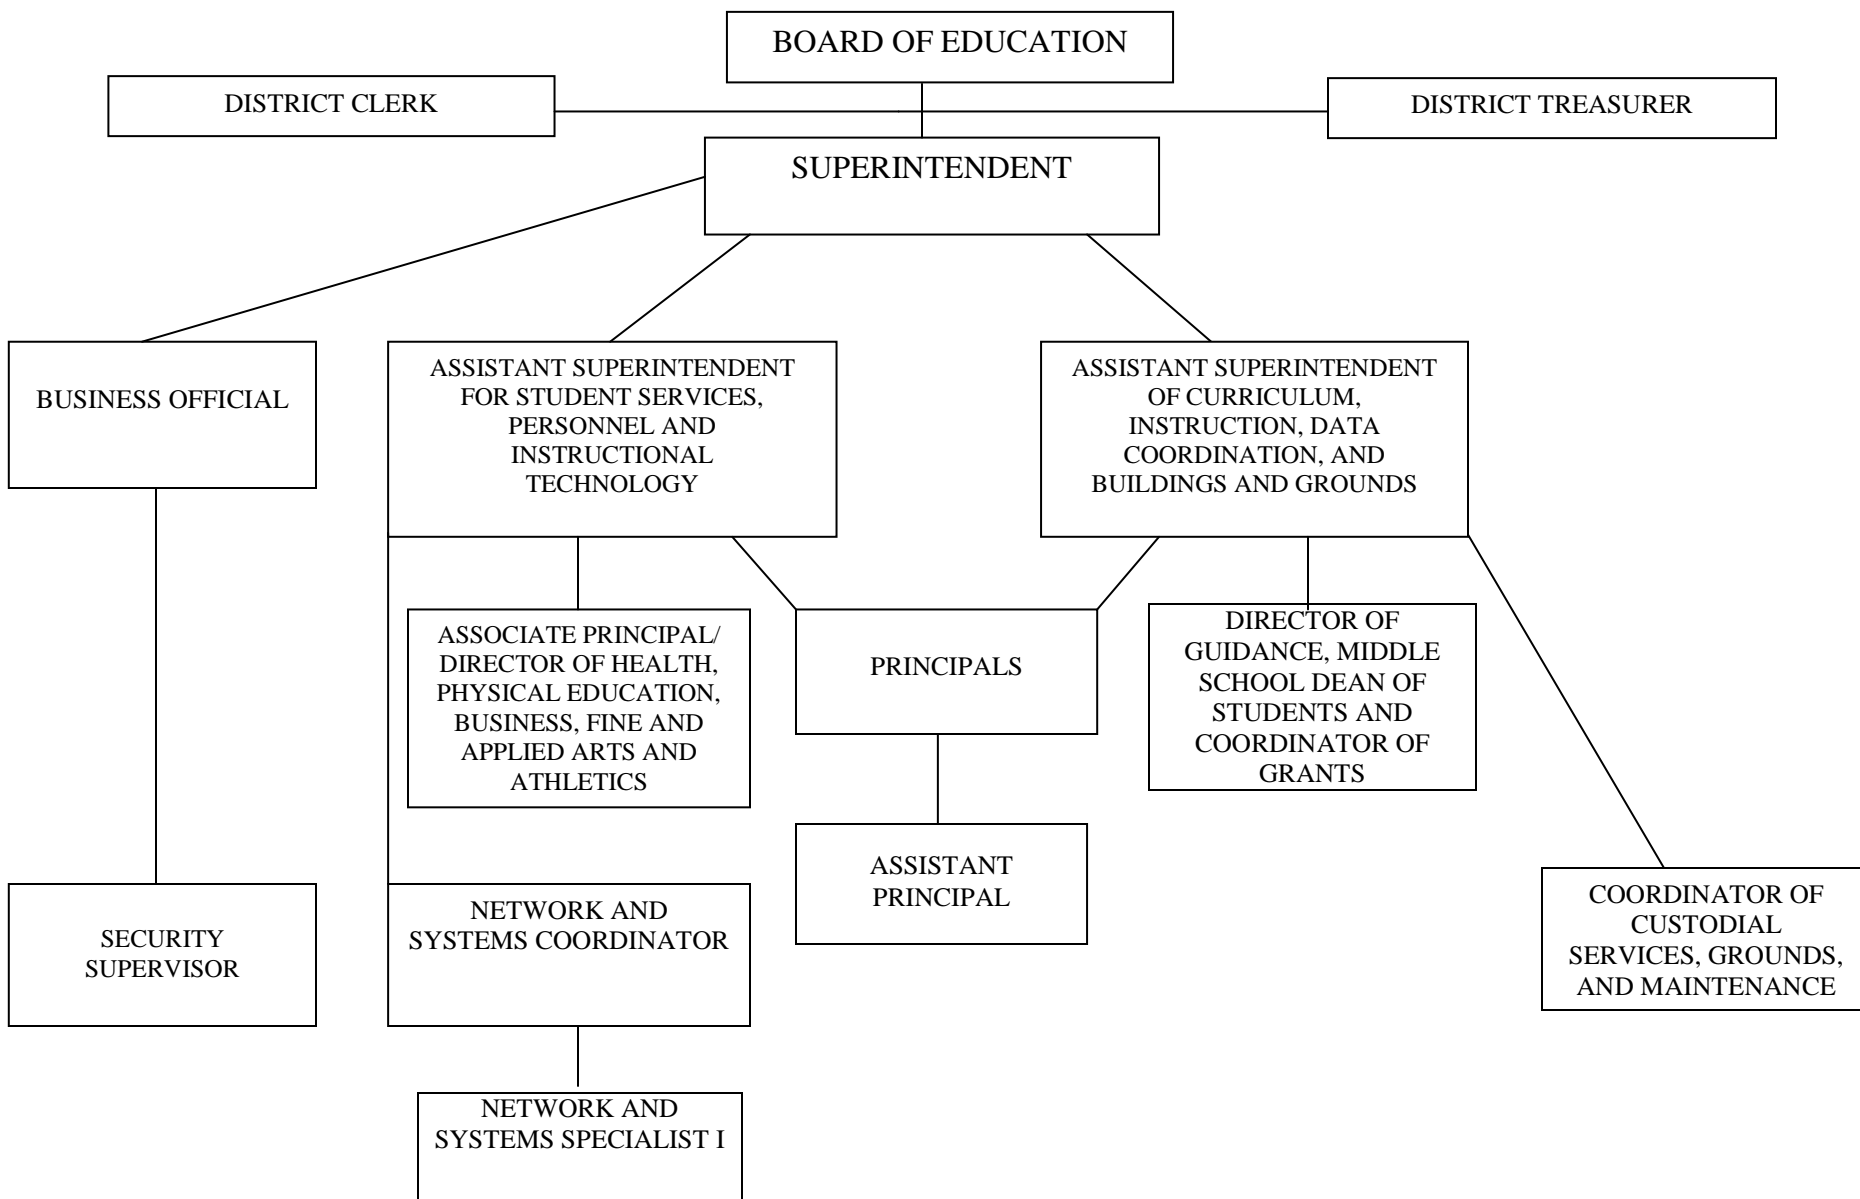 BOARD OF EDUCATION
DISTRICT CLERK
DISTRICT TREASURER
SUPERINTENDENT
BUSINESS OFFICIAL
ASSISTANT SUPERINTENDENT
FOR STUDENT SERVICES,
PERSONNEL AND
INSTRUCTIONAL
TECHNOLOGY
ASSISTANT SUPERINTENDENT
OF CURRICULUM,
INSTRUCTION, DATA
COORDINATION, AND
BUILDINGS AND GROUNDS
ASSOCIATE PRINCIPAL/
DIRECTOR OF HEALTH,
PHYSICAL EDUCATION,
BUSINESS, FINE AND
APPLIED ARTS AND
ATHLETICS
PRINCIPALS
DIRECTOR OF
GUIDANCE, MIDDLE
SCHOOL DEAN OF
STUDENTS AND
COORDINATOR OF
GRANTS
ASSISTANT
PRINCIPAL
SECURITY
SUPERVISOR
NETWORK AND
SYSTEMS COORDINATOR
COORDINATOR OF
CUSTODIAL
SERVICES, GROUNDS,
AND MAINTENANCE
NETWORK AND
SYSTEMS SPECIALIST I